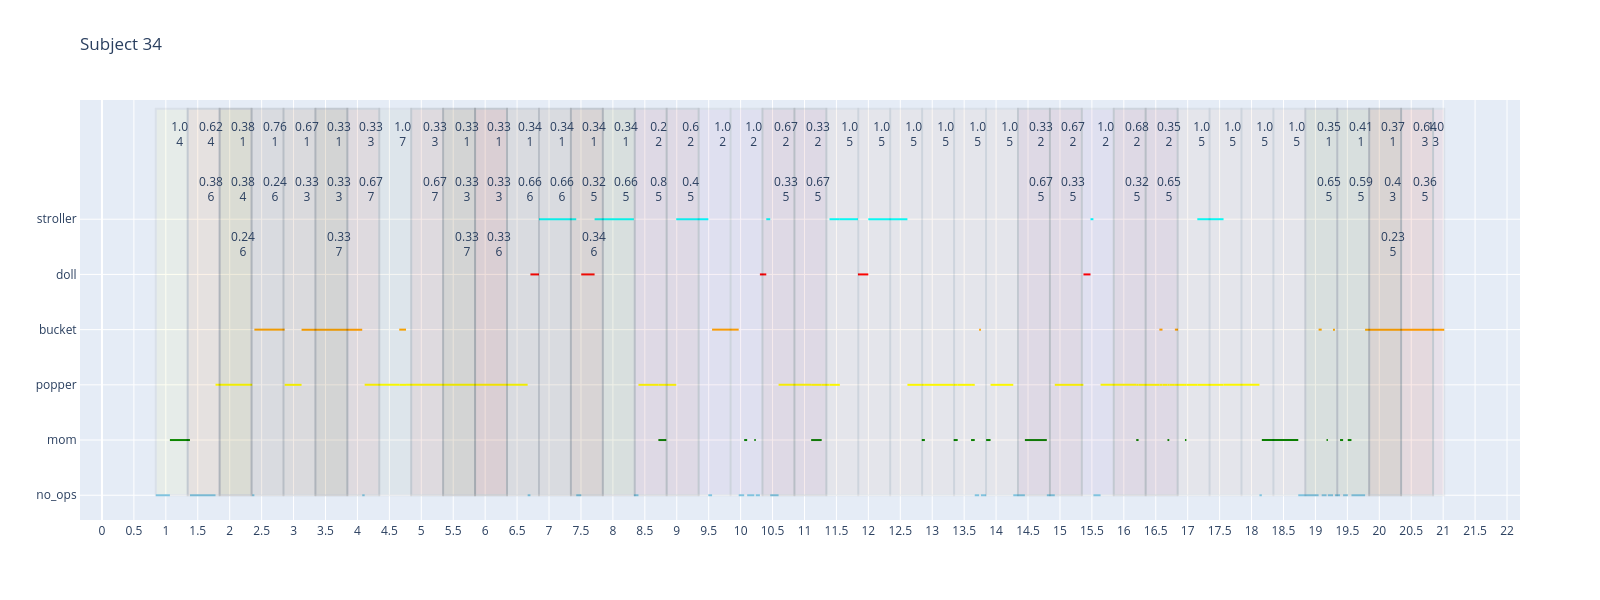 Subject 34
1.0 0.62 0.38 0.76 0.67 0.33 0.33 1.0 0.33 0.33 0.33 0.34 0.34 0.34 0.34 0.2 0.6 1.0 1.0 0.67 0.33 1.0 1.0 1.0 1.0 1.0 1.0 0.33 0.67 1.0 0.68 0.35 1.0 1.0 1.0 1.0 0.35 0.41 0.37
4 4 1 1 1 1 3 7 3 1 1 1 1 1 1 2 2 2 2 2 2 5 5 5 5 5 5 2 2 2 2 2 5 5 5 5 1 1 1 3 3
0.38 0.38 0.24 0.33 0.33 0.67 0.67 0.33 0.33 0.66 0.66 0.32 0.66 0.8 0.4 0.33 0.67 0.67 0.33 0.32 0.65 0.65 0.59 0.4 0.36
6 4 6 3 3 7 7 3 3 6 6 5 5 5 5 5 5 5 5 5 5 5 5 3 5
stroller
0.24 0.33 0.33 0.33 0.34 0.23
6 7 7 6 6 5
doll
bucket
popper
mom
no_ops
0 0.5 1 1.5 2 2.5 3 3.5 4 4.5 5 5.5 6 6.5 7 7.5 8 8.5 9 9.5 10 10.5 11 11.5 12 12.5 13 13.5 14 14.5 15 15.5 16 16.5 17 17.5 18 18.5 19 19.5 20 20.5 21 21.5 22